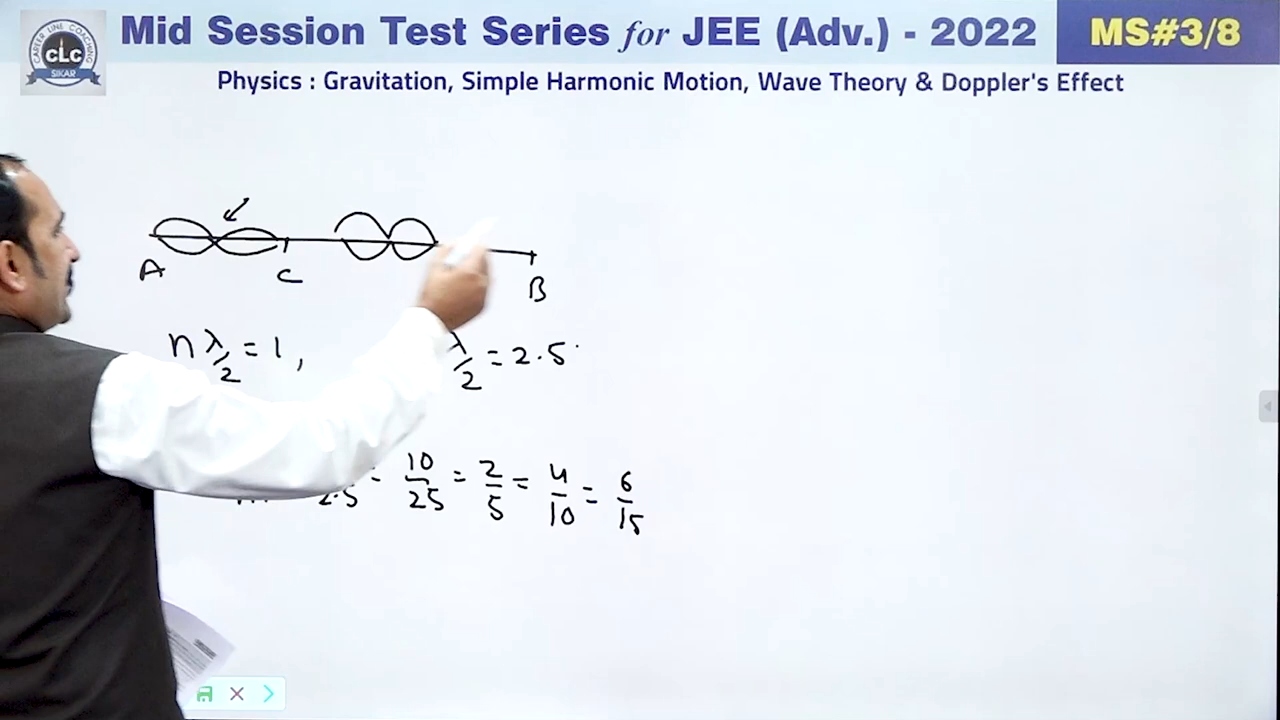 CAREER LINE COACHING
CLC
SIKAR
Mid Session Test Series for JEE (Adv.) - 2022
MS#3/8
Physics : Gravitation, Simple Harmonic Motion, Wave Theory & Doppler's Effect
A C B
n λ/2 = 1, λ/2 = 2.5
2.5 = 10/25 = 2/5 = 4/10 = 6/15